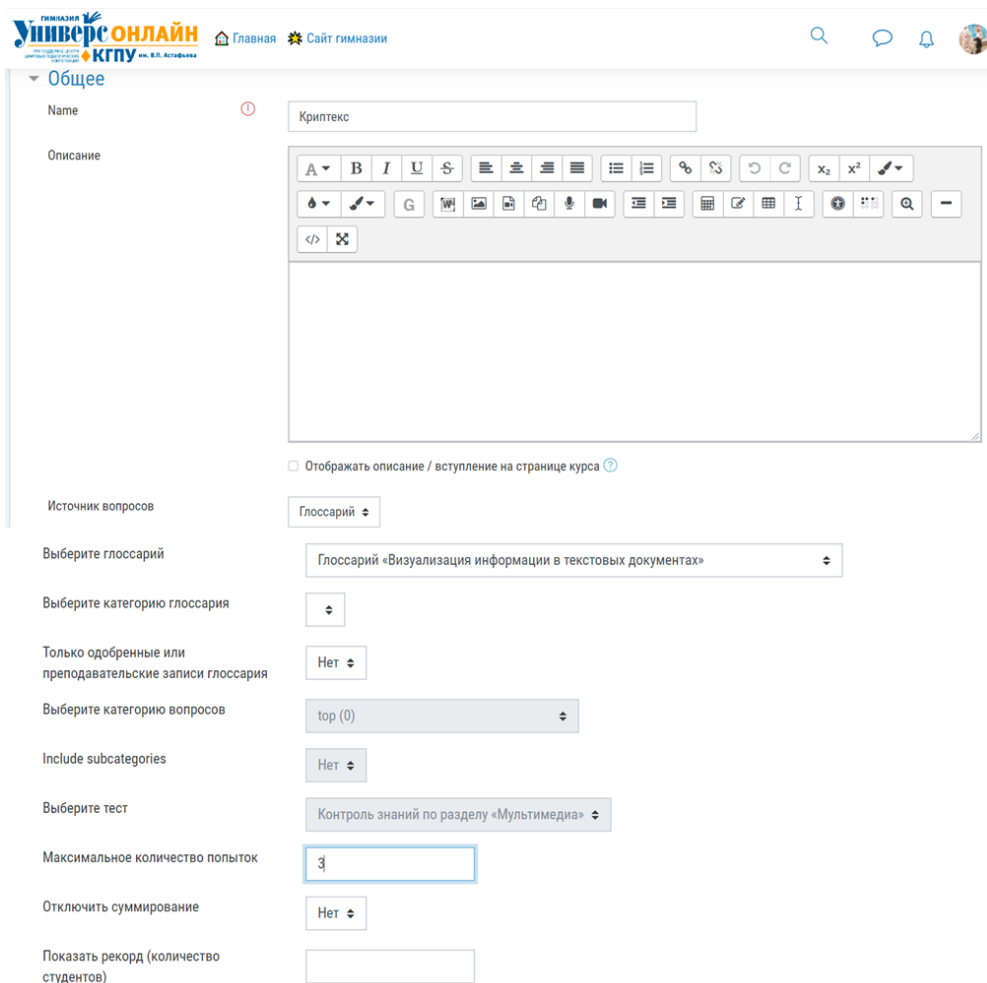 ГИМНАЗИЯ
Универс ОНЛАЙН
КГПУ им. В.П. Астафьева
Главная
Сайт гимназии
Общее
Name
Криптекс
Описание
A B I U S x₂ x²
G W
</>
Отображать описание / вступление на странице курса ?
Источник вопросов
Глоссарий
Выберите глоссарий
Глоссарий «Визуализация информации в текстовых документах»
Выберите категорию глоссария
Только одобренные или
преподавательские записи глоссария
Нет
Выберите категорию вопросов
top (0)
Include subcategories
Нет
Выберите тест
Контроль знаний по разделу «Мультимедиа»
Максимальное количество попыток
3
Отключить суммирование
Нет
Показать рекорд (количество
студентов)